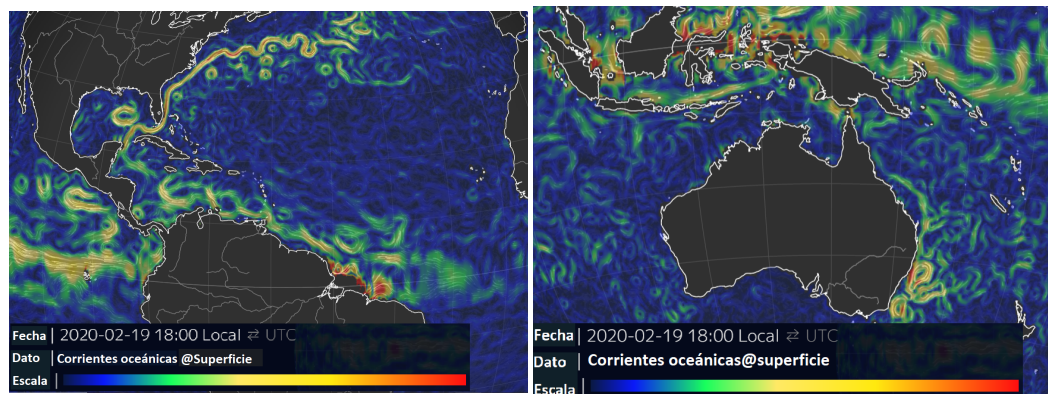 Fecha | 2020-02-19 18:00 Local ⇄ UTC
Dato | Corrientes oceánicas @Superficie
Escala |
Fecha | 2020-02-19 18:00 Local ⇄ UTC
Dato | Corrientes oceánicas@superficie
Escala |